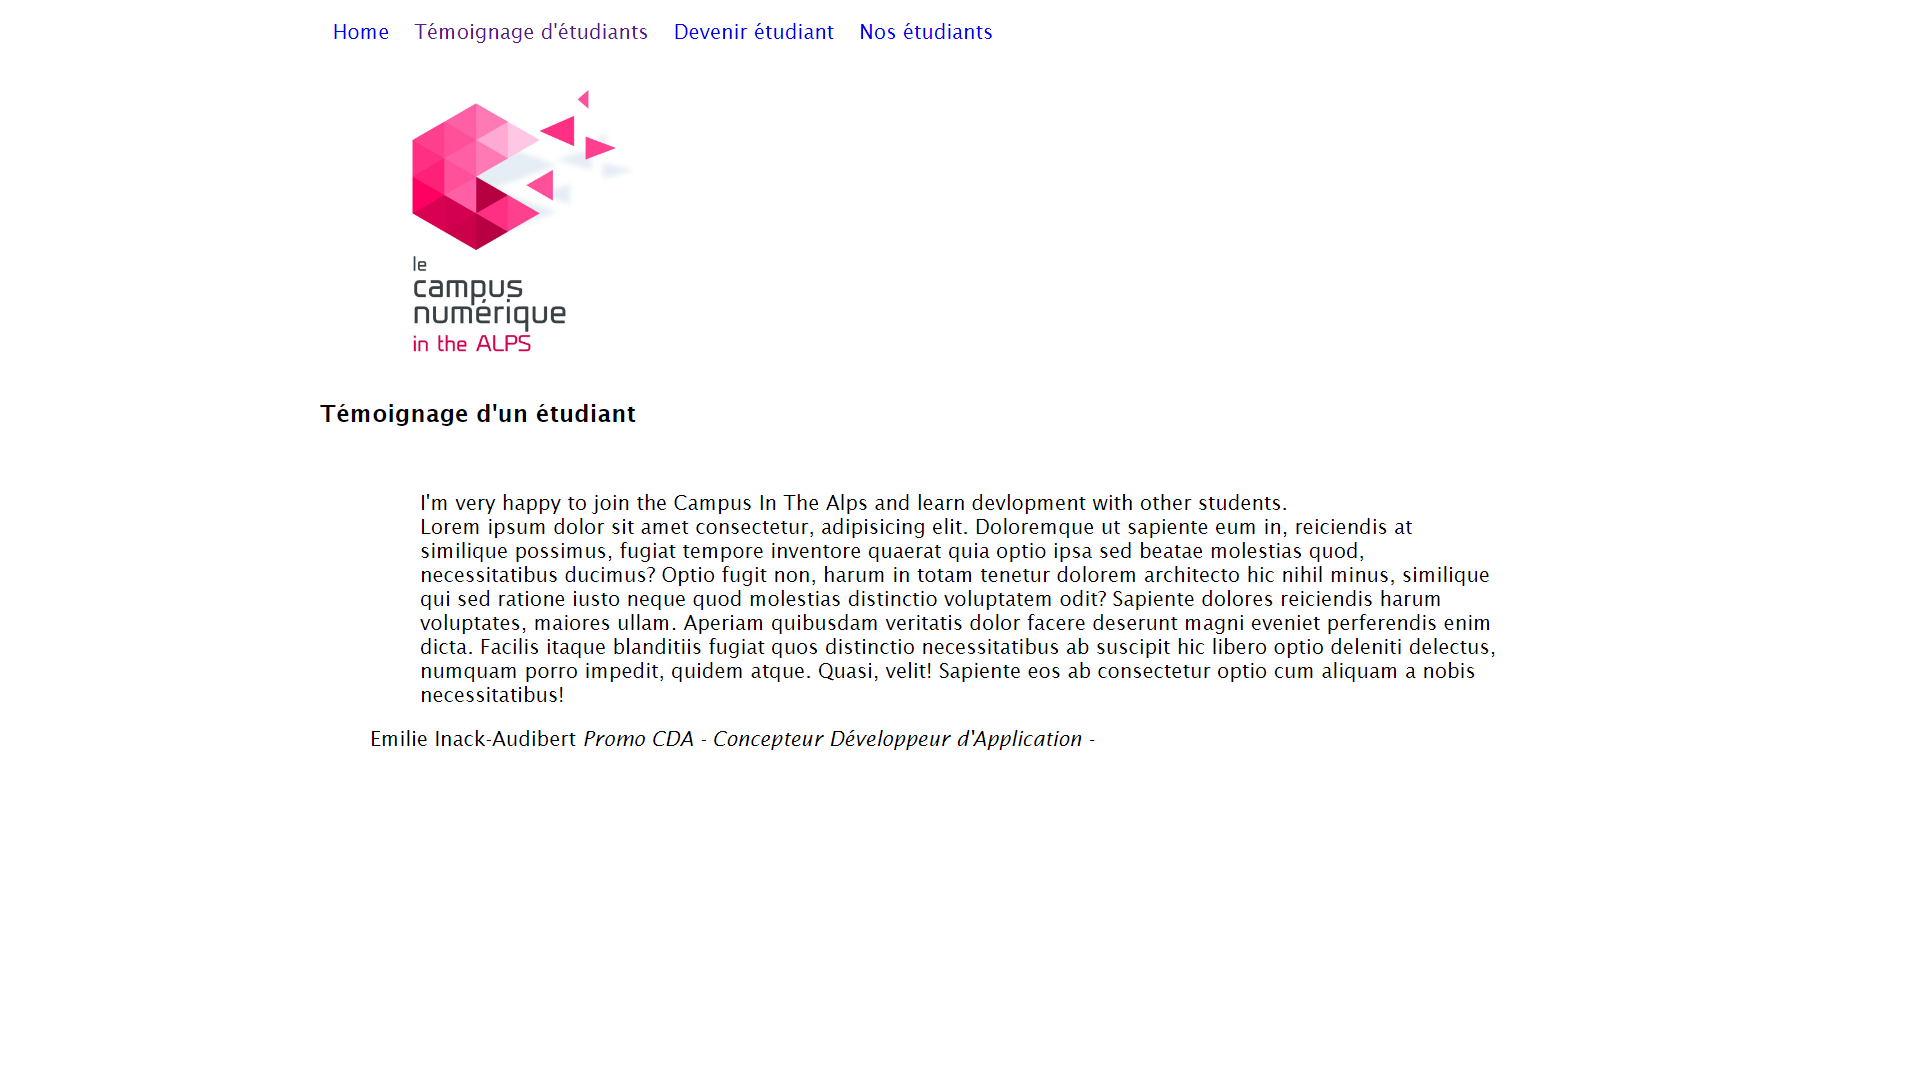 Home Témoignage d'étudiants Devenir étudiant Nos étudiants
le
campus
numérique
in the ALPS
Témoignage d'un étudiant
I'm very happy to join the Campus In The Alps and learn devlopment with other students.
Lorem ipsum dolor sit amet consectetur, adipisicing elit. Doloremque ut sapiente eum in, reiciendis at
similique possimus, fugiat tempore inventore quaerat quia optio ipsa sed beatae molestias quod,
necessitatibus ducimus? Optio fugit non, harum in totam tenetur dolorem architecto hic nihil minus, similique
qui sed ratione iusto neque quod molestias distinctio voluptatem odit? Sapiente dolores reiciendis harum
voluptates, maiores ullam. Aperiam quibusdam veritatis dolor facere deserunt magni eveniet perferendis enim
dicta. Facilis itaque blanditiis fugiat quos distinctio necessitatibus ab suscipit hic libero optio deleniti delectus,
numquam porro impedit, quidem atque. Quasi, velit! Sapiente eos ab consectetur optio cum aliquam a nobis
necessitatibus!
Emilie Inack-Audibert Promo CDA - Concepteur Développeur d'Application -